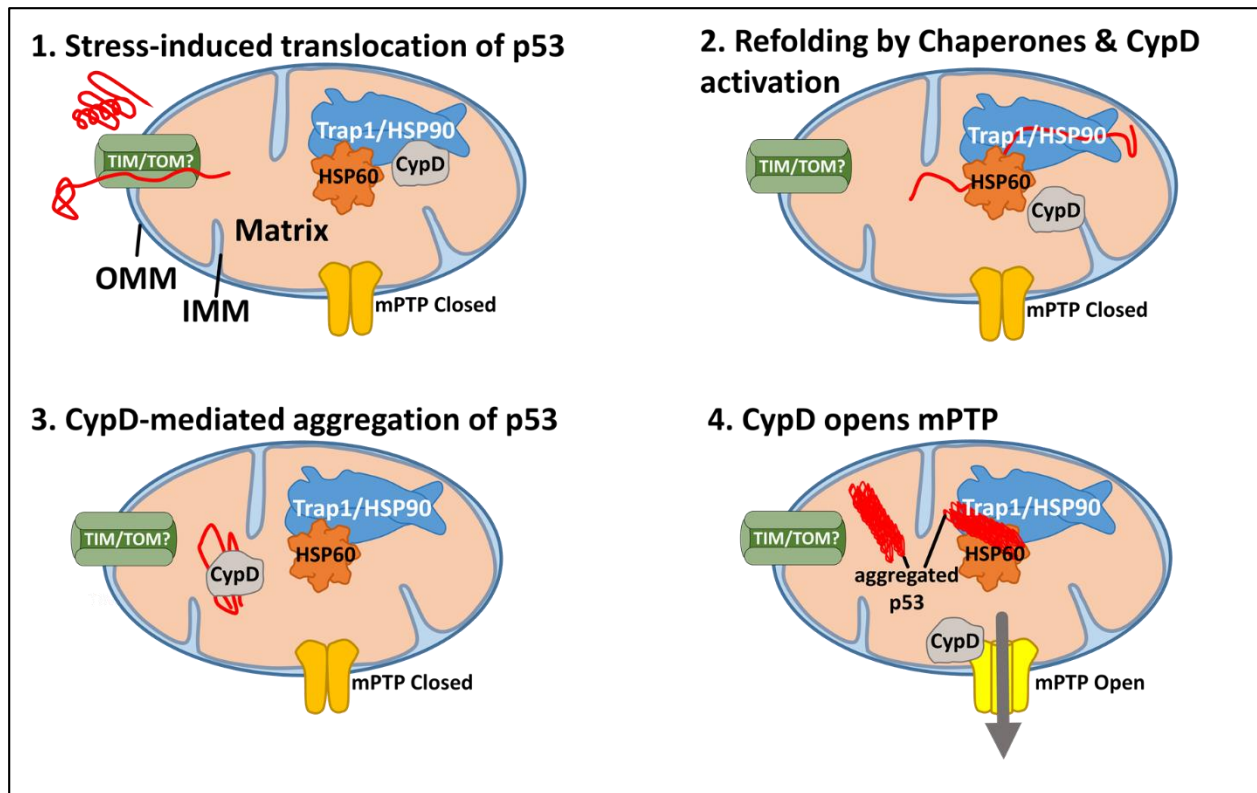 1. Stress-induced translocation of p53
TIM/TOM?
Trap1/HSP90
CypD
HSP60
Matrix
OMM
IMM
mPTP Closed
2. Refolding by Chaperones & CypD
activation
TIM/TOM?
Trap1/HSP90
HSP60
CypD
mPTP Closed
3. CypD-mediated aggregation of p53
TIM/TOM?
Trap1/HSP90
HSP60
CypD
mPTP Closed
4. CypD opens mPTP
TIM/TOM?
Trap1/HSP90
HSP60
aggregated
p53
CypD
mPTP Open